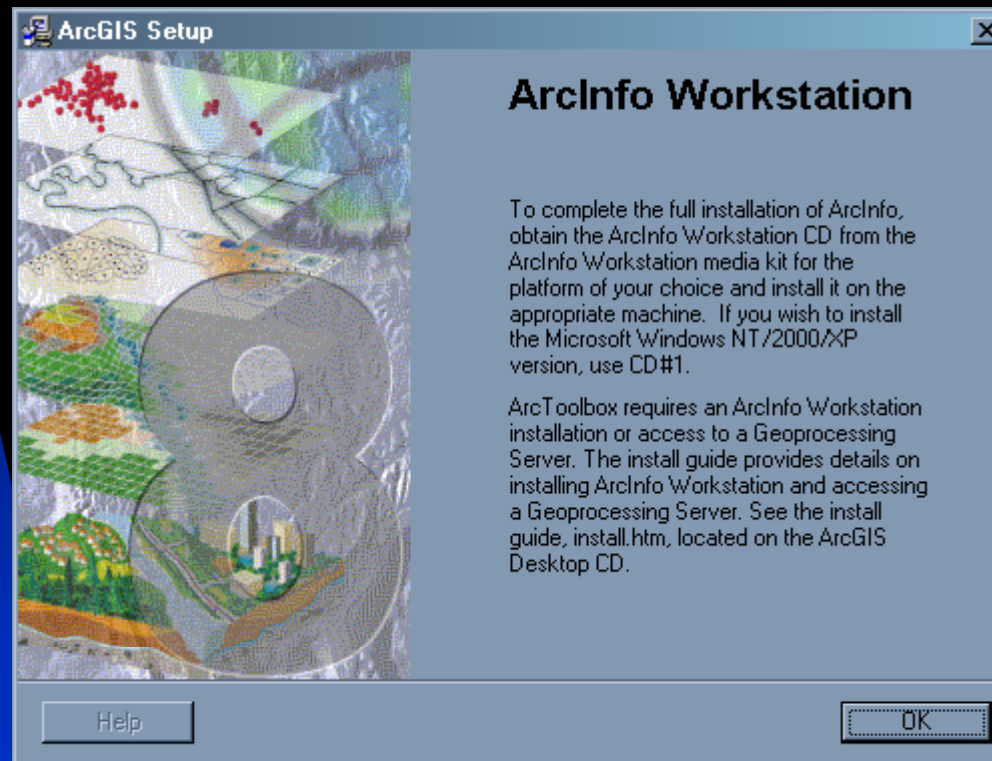 ArcGIS Setup
ArcInfo Workstation
To complete the full installation of ArcInfo,
obtain the ArcInfo Workstation CD from the
ArcInfo Workstation media kit for the
platform of your choice and install it on the
appropriate machine.  If you wish to install
the Microsoft Windows NT/2000/XP
version, use CD#1.
ArcToolbox requires an ArcInfo Workstation
installation or access to a Geoprocessing
Server. The install guide provides details on
installing ArcInfo Workstation and accessing
a Geoprocessing Server. See the install
guide, install.htm, located on the ArcGIS
Desktop CD.
8
Help
OK